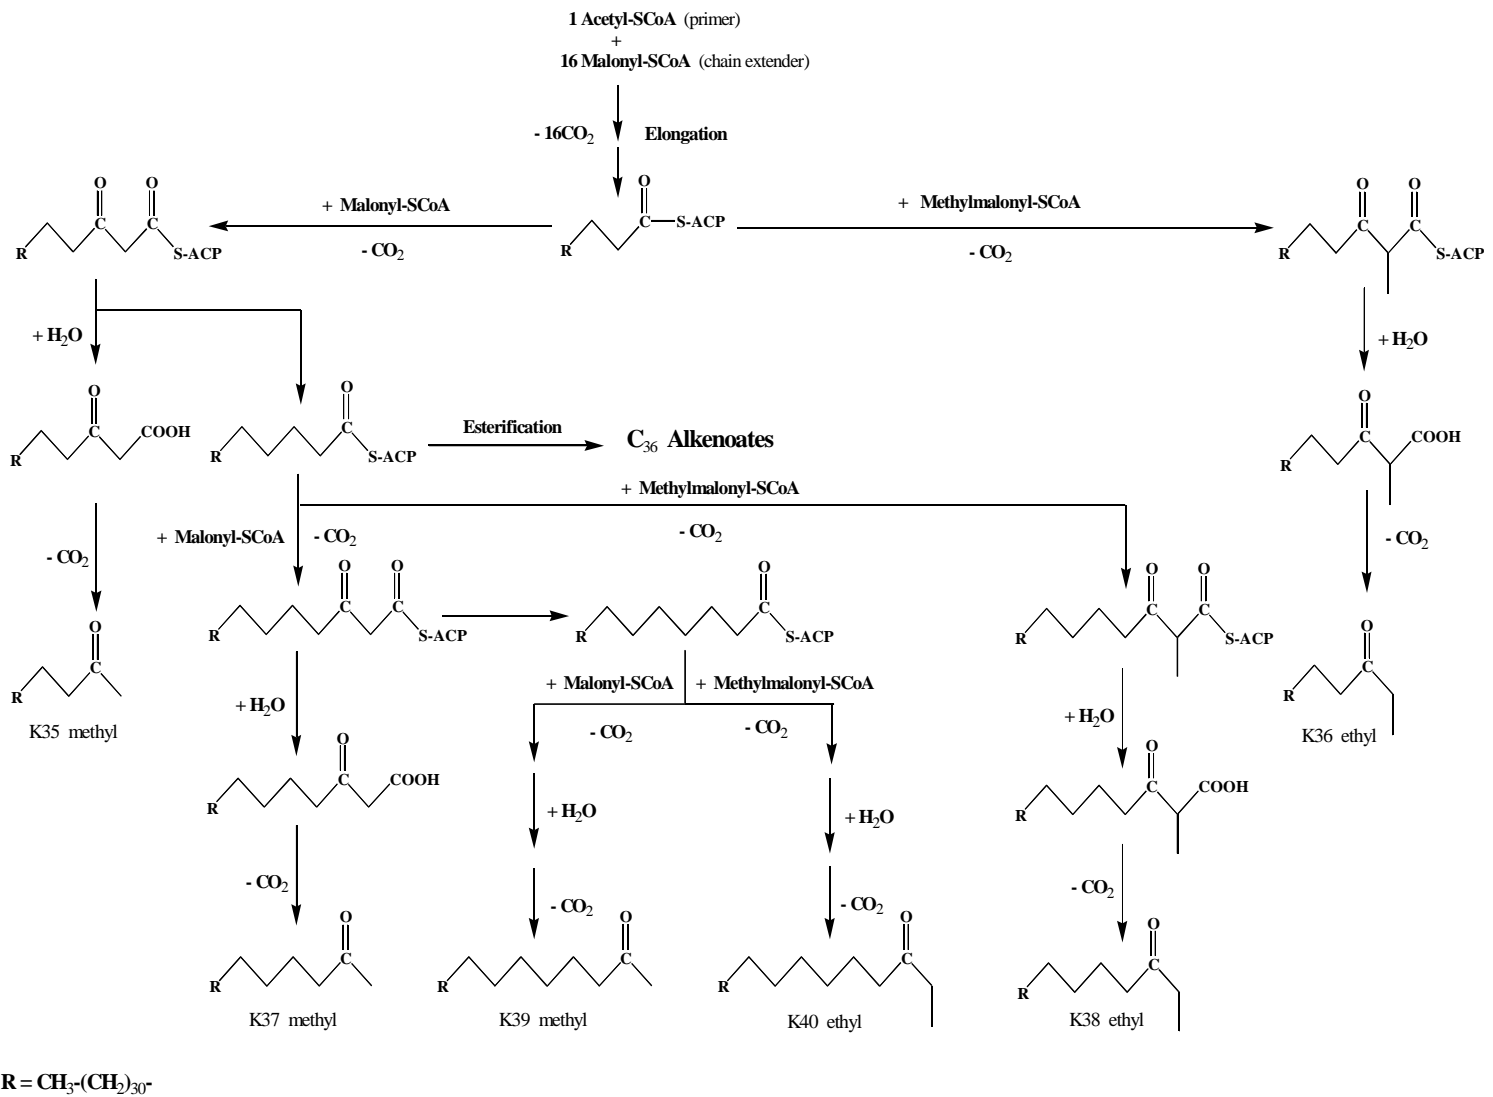 1 Acetyl-SCoA (primer)
+
16 Malonyl-SCoA (chain extender)
- 16CO2 Elongation
O O
C C
R S-ACP
+ Malonyl-SCoA
- CO2
O
C S-ACP
R
+ Methylmalonyl-SCoA
- CO2
O O
C C
R S-ACP
+ H2O
+ H2O
O
C COOH
R
O
C
R S-ACP
Esterification
C36 Alkenoates
O
C COOH
R
+ Methylmalonyl-SCoA
- CO2
+ Malonyl-SCoA - CO2
- CO2
- CO2
O
C
R
K35 methyl
O O
C C
R S-ACP
O
C
R S-ACP
O O
C C
R S-ACP
O
C
R
K36 ethyl
+ H2O
+ Malonyl-SCoA + Methylmalonyl-SCoA
- CO2 - CO2
+ H2O
O
C COOH
R
+ H2O
+ H2O
O
C COOH
R
- CO2
- CO2
- CO2
- CO2
O
C
R
K37 methyl
O
C
R
K39 methyl
O
C
R
K40 ethyl
O
C
R
K38 ethyl
R = CH3-(CH2)30-